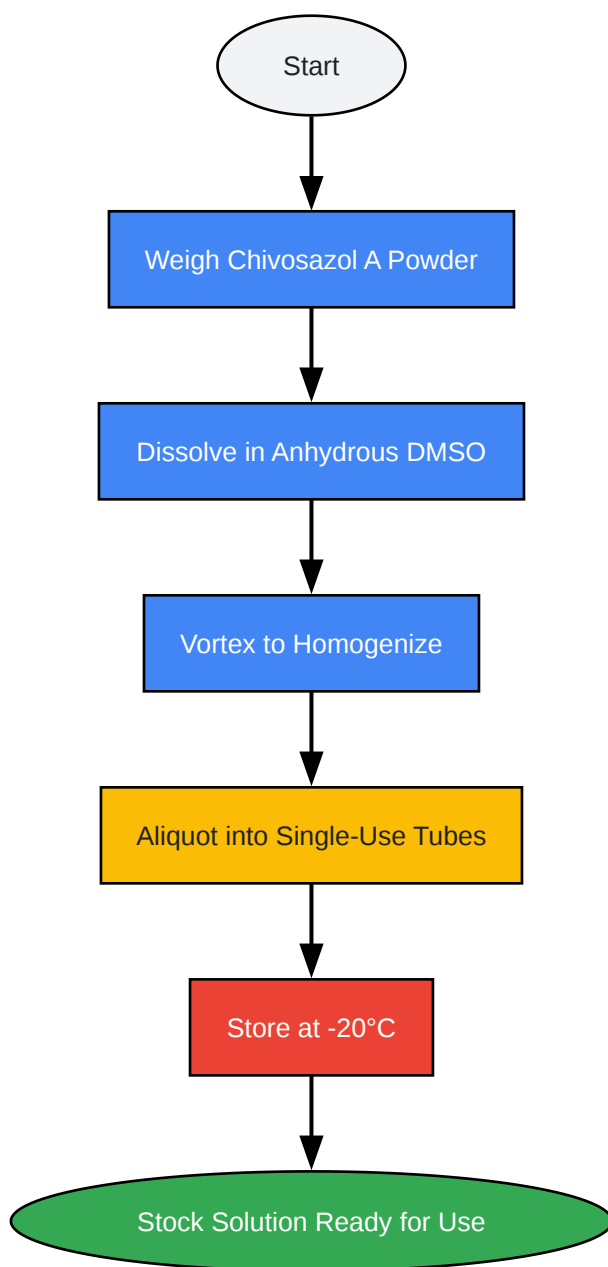 Start
Weigh Chivosazol A Powder
Dissolve in Anhydrous DMSO
Vortex to Homogenize
Aliquot into Single-Use Tubes
Store at -20°C
Stock Solution Ready for Use